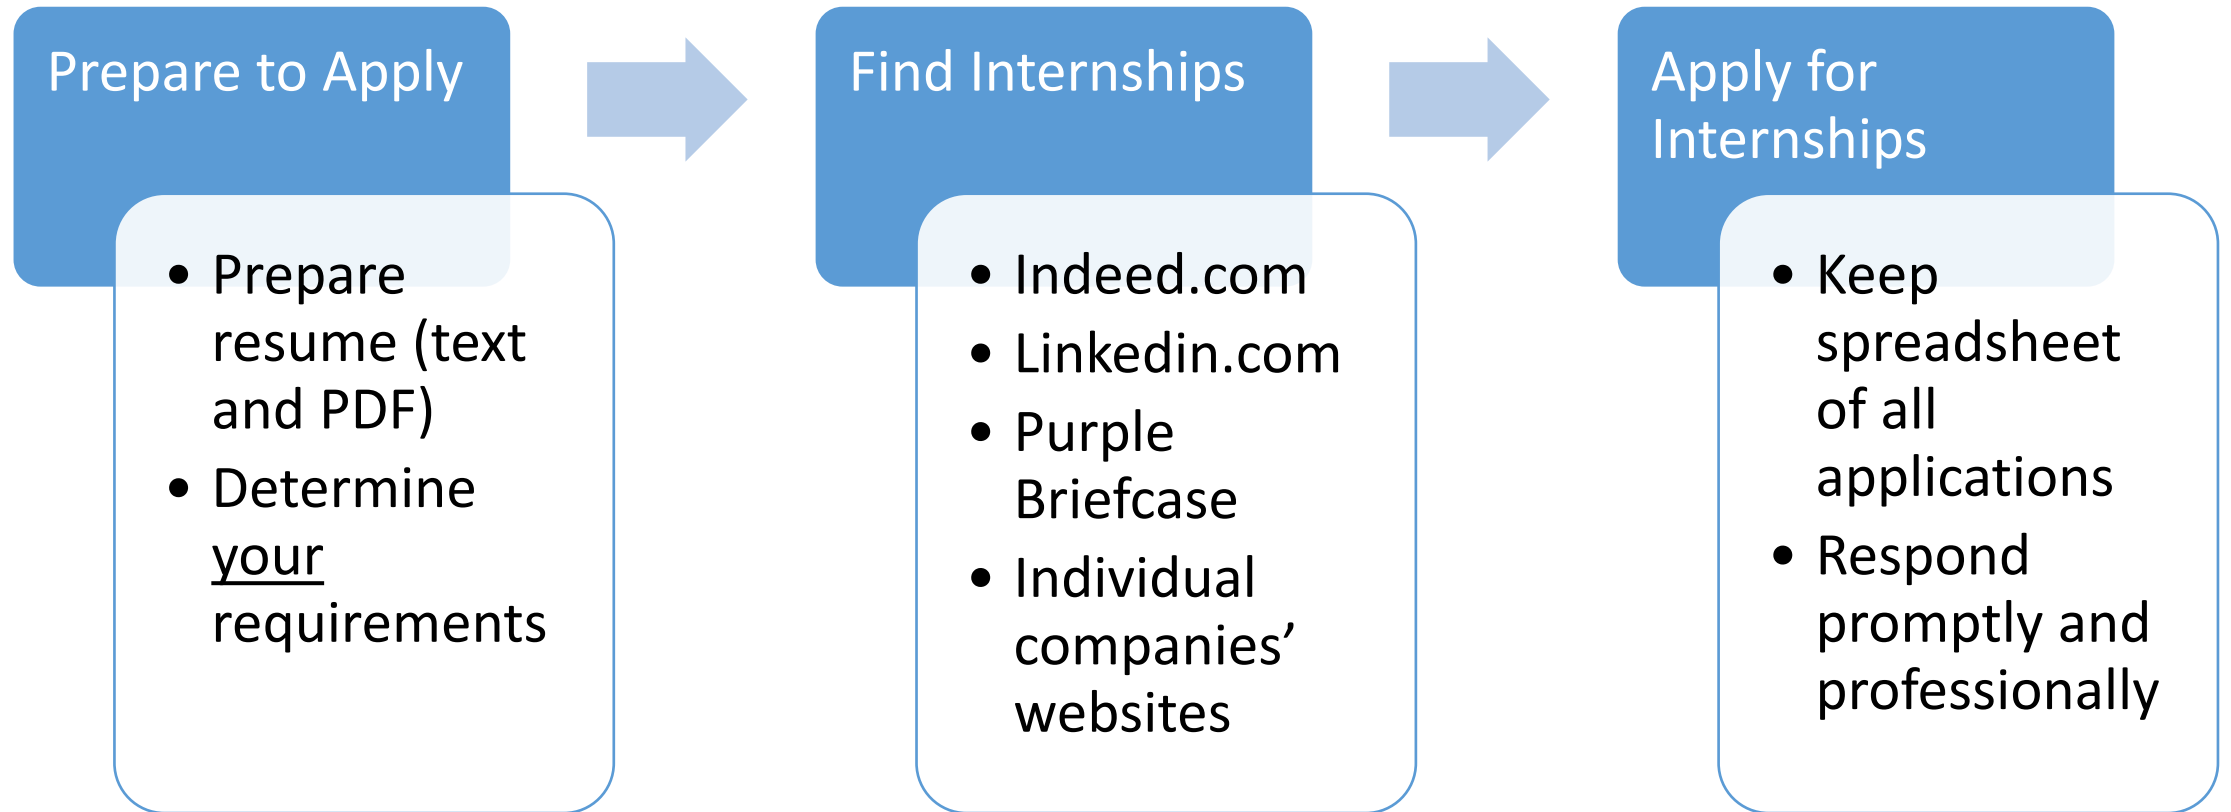 Prepare to Apply
• Prepare
resume (text
and PDF)
• Determine
your
requirements
Find Internships
• Indeed.com
• Linkedin.com
• Purple
Briefcase
• Individual
companies’
websites
Apply for
Internships
• Keep
spreadsheet
of all
applications
• Respond
promptly and
professionally